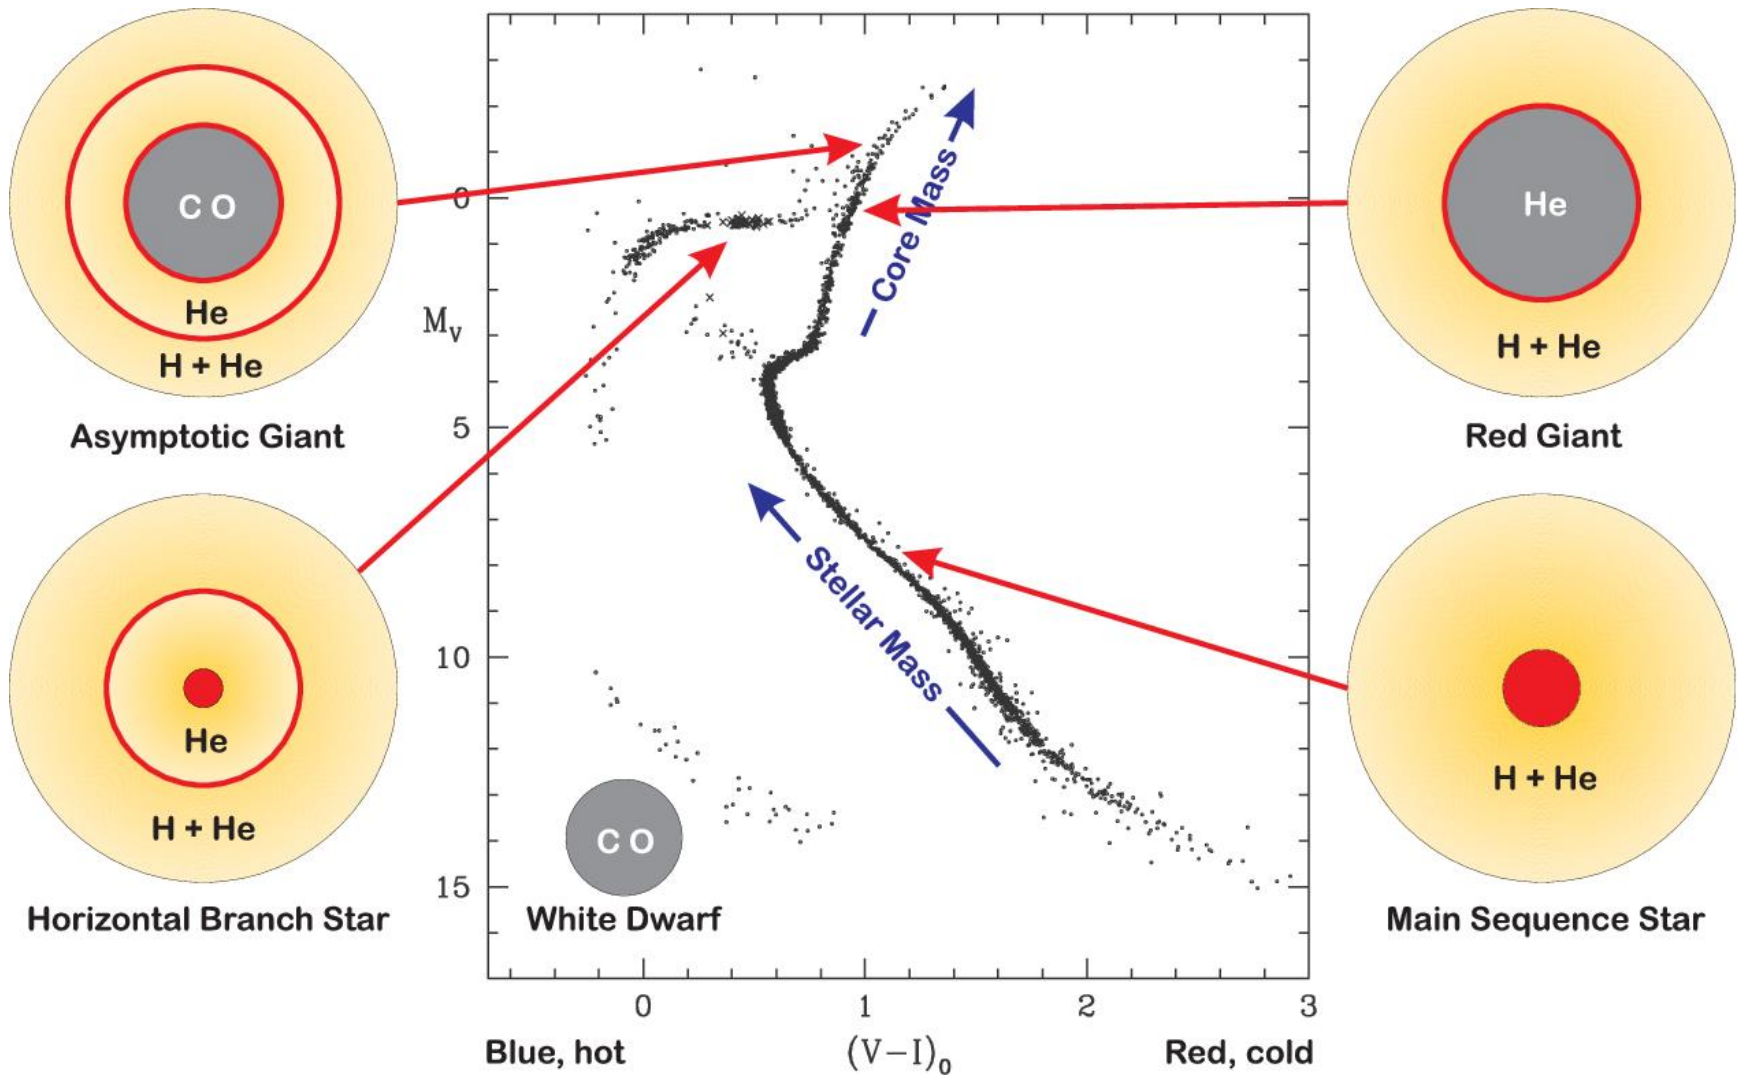 C O
He
H + He
Asymptotic Giant
He
H + He
Horizontal Branch Star
0
5
10
15
M_V
Core Mass
Stellar Mass
C O
White Dwarf
0 1 2 3
Blue, hot
(V−I)₀
Red, cold
He
H + He
Red Giant
H + He
Main Sequence Star